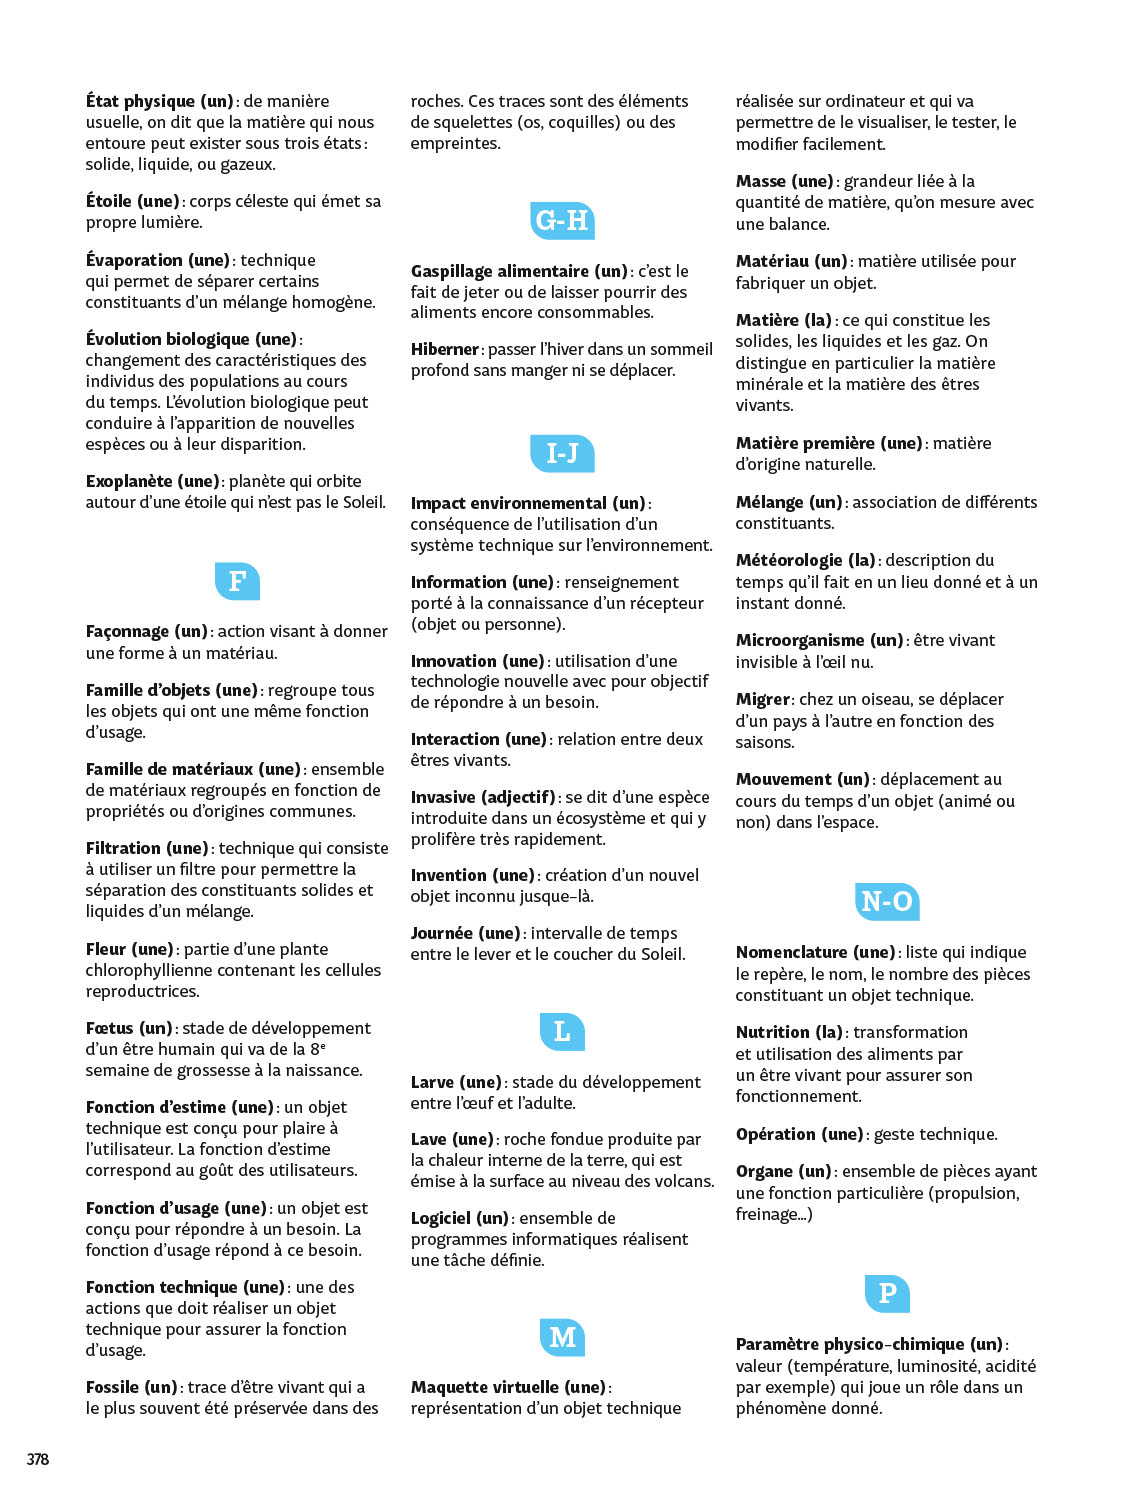 État physique (un) : de manière
usuelle, on dit que la matière qui nous
entoure peut exister sous trois états :
solide, liquide, ou gazeux.
Étoile (une) : corps céleste qui émet sa
propre lumière.
Évaporation (une) : technique
qui permet de séparer certains
constituants d’un mélange homogène.
Évolution biologique (une) :
changement des caractéristiques des
individus des populations au cours
du temps. L’évolution biologique peut
conduire à l’apparition de nouvelles
espèces ou à leur disparition.
Exoplanète (une) : planète qui orbite
autour d’une étoile qui n’est pas le Soleil.
F
Façonnage (un) : action visant à donner
une forme à un matériau.
Famille d’objets (une) : regroupe tous
les objets qui ont une même fonction
d’usage.
Famille de matériaux (une) : ensemble
de matériaux regroupés en fonction de
propriétés ou d’origines communes.
Filtration (une) : technique qui consiste
à utiliser un filtre pour permettre la
séparation des constituants solides et
liquides d’un mélange.
Fleur (une) : partie d’une plante
chlorophyllienne contenant les cellules
reproductrices.
Fœtus (un) : stade de développement
d’un être humain qui va de la 8e
semaine de grossesse à la naissance.
Fonction d’estime (une) : un objet
technique est conçu pour plaire à
l’utilisateur. La fonction d’estime
correspond au goût des utilisateurs.
Fonction d’usage (une) : un objet est
conçu pour répondre à un besoin. La
fonction d’usage répond à ce besoin.
Fonction technique (une) : une des
actions que doit réaliser un objet
technique pour assurer la fonction
d’usage.
Fossile (un) : trace d’être vivant qui a
le plus souvent été préservée dans des
roches. Ces traces sont des éléments
de squelettes (os, coquilles) ou des
empreintes.
G-H
Gaspillage alimentaire (un) : c’est le
fait de jeter ou de laisser pourrir des
aliments encore consommables.
Hiberner : passer l’hiver dans un sommeil
profond sans manger ni se déplacer.
I-J
Impact environnemental (un) :
conséquence de l’utilisation d’un
système technique sur l’environnement.
Information (une) : renseignement
porté à la connaissance d’un récepteur
(objet ou personne).
Innovation (une) : utilisation d’une
technologie nouvelle avec pour objectif
de répondre à un besoin.
Interaction (une) : relation entre deux
êtres vivants.
Invasive (adjectif) : se dit d’une espèce
introduite dans un écosystème et qui y
prolifère très rapidement.
Invention (une) : création d’un nouvel
objet inconnu jusque-là.
Journée (une) : intervalle de temps
entre le lever et le coucher du Soleil.
L
Larve (une) : stade du développement
entre l’œuf et l’adulte.
Lave (une) : roche fondue produite par
la chaleur interne de la terre, qui est
émise à la surface au niveau des volcans.
Logiciel (un) : ensemble de
programmes informatiques réalisent
une tâche définie.
M
Maquette virtuelle (une) :
représentation d’un objet technique
réalisée sur ordinateur et qui va
permettre de le visualiser, le tester, le
modifier facilement.
Masse (une) : grandeur liée à la
quantité de matière, qu’on mesure avec
une balance.
Matériau (un) : matière utilisée pour
fabriquer un objet.
Matière (la) : ce qui constitue les
solides, les liquides et les gaz. On
distingue en particulier la matière
minérale et la matière des êtres
vivants.
Matière première (une) : matière
d’origine naturelle.
Mélange (un) : association de différents
constituants.
Météorologie (la) : description du
temps qu’il fait en un lieu donné et à un
instant donné.
Microorganisme (un) : être vivant
invisible à l’œil nu.
Migrer : chez un oiseau, se déplacer
d’un pays à l’autre en fonction des
saisons.
Mouvement (un) : déplacement au
cours du temps d’un objet (animé ou
non) dans l’espace.
N-O
Nomenclature (une) : liste qui indique
le repère, le nom, le nombre des pièces
constituant un objet technique.
Nutrition (la) : transformation
et utilisation des aliments par
un être vivant pour assurer son
fonctionnement.
Opération (une) : geste technique.
Organe (un) : ensemble de pièces ayant
une fonction particulière (propulsion,
freinage...)
P
Paramètre physico-chimique (un) :
valeur (température, luminosité, acidité
par exemple) qui joue un rôle dans un
phénomène donné.
378